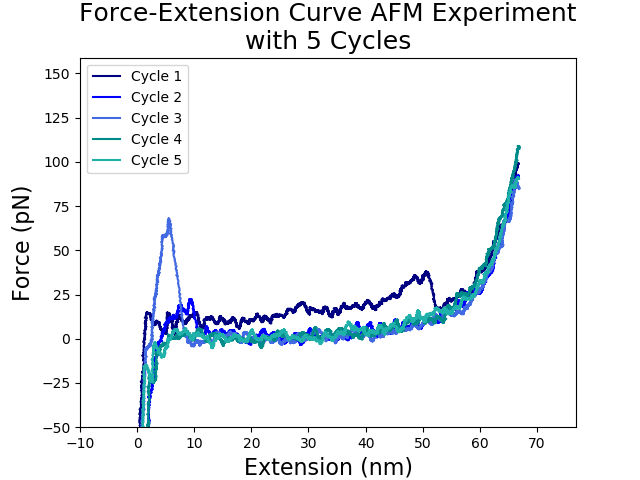 Force-Extension Curve AFM Experiment
with 5 Cycles
Cycle 1
Cycle 2
Cycle 3
Cycle 4
Cycle 5
Force (pN)
150
125
100
75
50
25
0
−25
−50
−10 0 10 20 30 40 50 60 70
Extension (nm)